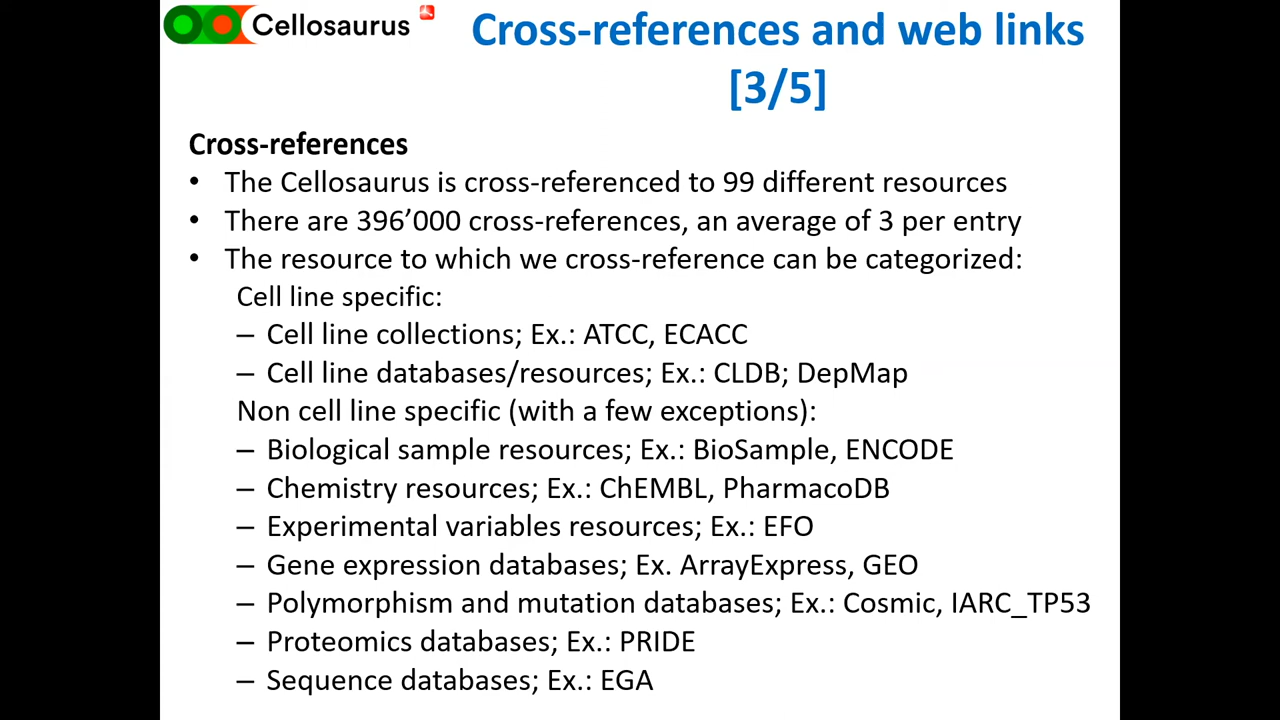 Cellosaurus
Cross-references and web links
[3/5]
Cross-references
• The Cellosaurus is cross-referenced to 99 different resources
• There are 396’000 cross-references, an average of 3 per entry
• The resource to which we cross-reference can be categorized:
Cell line specific:
– Cell line collections; Ex.: ATCC, ECACC
– Cell line databases/resources; Ex.: CLDB; DepMap
Non cell line specific (with a few exceptions):
– Biological sample resources; Ex.: BioSample, ENCODE
– Chemistry resources; Ex.: ChEMBL, PharmacoDB
– Experimental variables resources; Ex.: EFO
– Gene expression databases; Ex. ArrayExpress, GEO
– Polymorphism and mutation databases; Ex.: Cosmic, IARC_TP53
– Proteomics databases; Ex.: PRIDE
– Sequence databases; Ex.: EGA